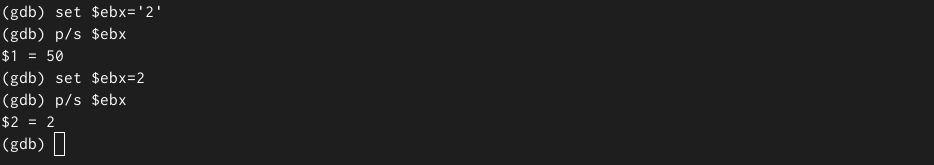 (gdb) set $ebx='2'
(gdb) p/s $ebx
$1 = 50
(gdb) set $ebx=2
(gdb) p/s $ebx
$2 = 2
(gdb)